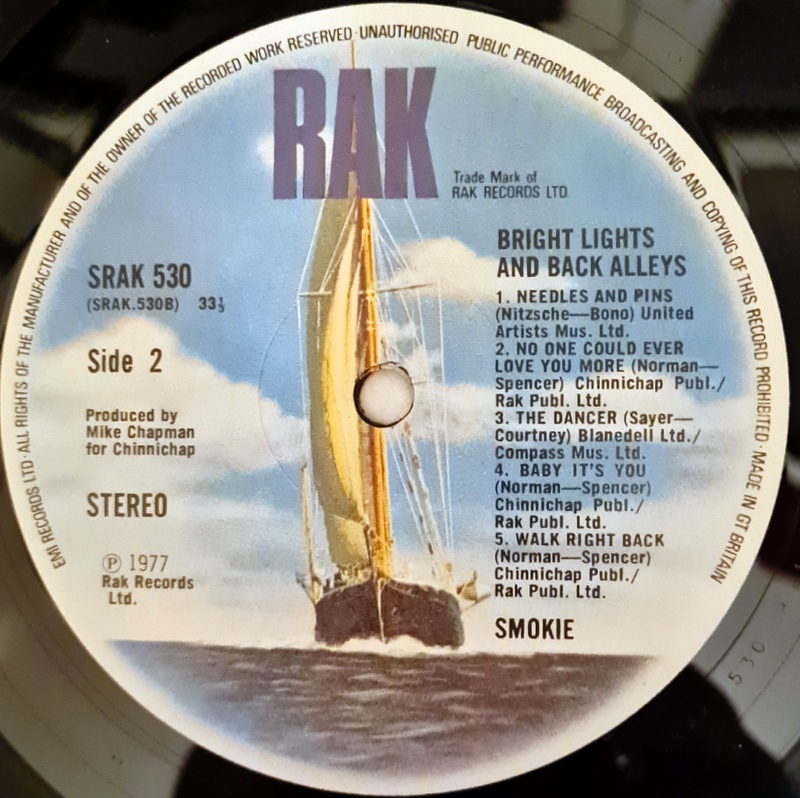 EMI RECORDS LTD · ALL RIGHTS OF THE MANUFACTURER AND OF THE OWNER OF THE RECORDED WORK RESERVED · UNAUTHORISED PUBLIC PERFORMANCE BROADCASTING AND COPYING OF THIS RECORD PROHIBITED · MADE IN GT BRITAIN
RAK
Trade Mark of
RAK RECORDS LTD
SRAK 530
(SRAK.530B) 33⅓
Side 2
Produced by
Mike Chapman
for Chinnichap
STEREO
Ⓟ 1977
Rak Records
Ltd.
BRIGHT LIGHTS
AND BACK ALLEYS
1. NEEDLES AND PINS
(Nitzsche—Bono) United
Artists Mus. Ltd.
2. NO ONE COULD EVER
LOVE YOU MORE (Norman—
Spencer) Chinnichap Publ./
Rak Publ. Ltd.
3. THE DANCER (Sayer—
Courtney) Blanedell Ltd./
Compass Mus. Ltd.
4. BABY IT'S YOU
(Norman—Spencer)
Chinnichap Publ./
Rak Publ. Ltd.
5. WALK RIGHT BACK
(Norman—Spencer)
Chinnichap Publ./
Rak Publ. Ltd.
SMOKIE
530